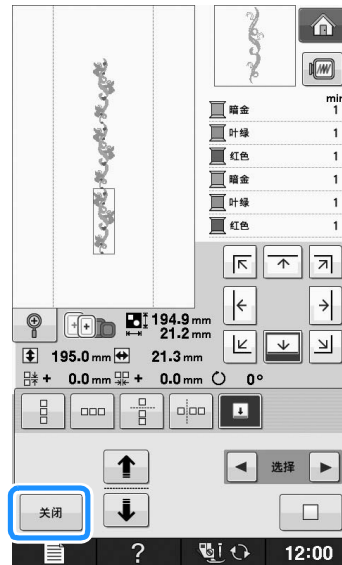 min
暗金 1
叶绿 1
红色 1
暗金 1
叶绿 1
红色 1
194.9 mm
21.2 mm
195.0 mm 21.3 mm
+ 0.0 mm + 0.0 mm 0°
选择
关闭
? 12:00